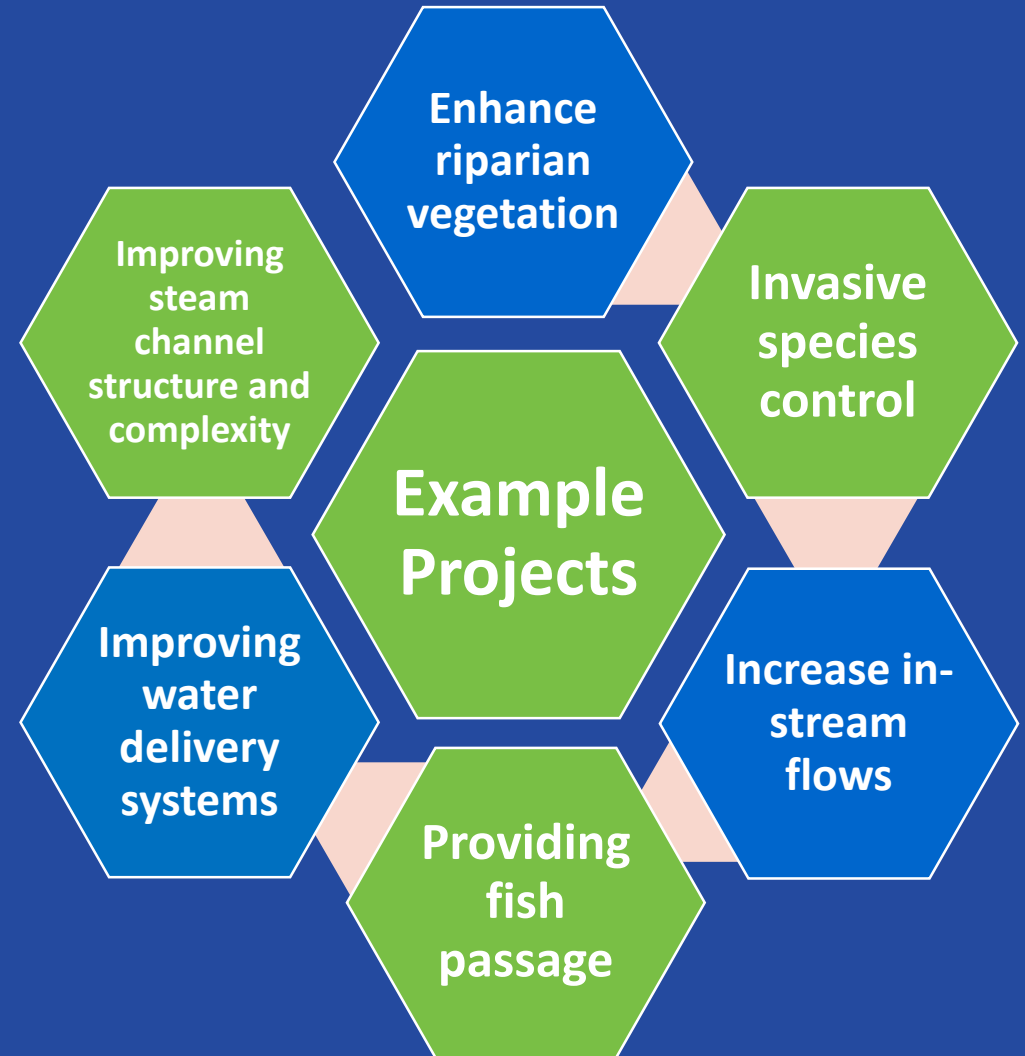 Enhance
riparian
vegetation
Invasive
species
control
Increase in-
stream
flows
Providing
fish
passage
Improving
water
delivery
systems
Improving
steam
channel
structure and
complexity
Example
Projects